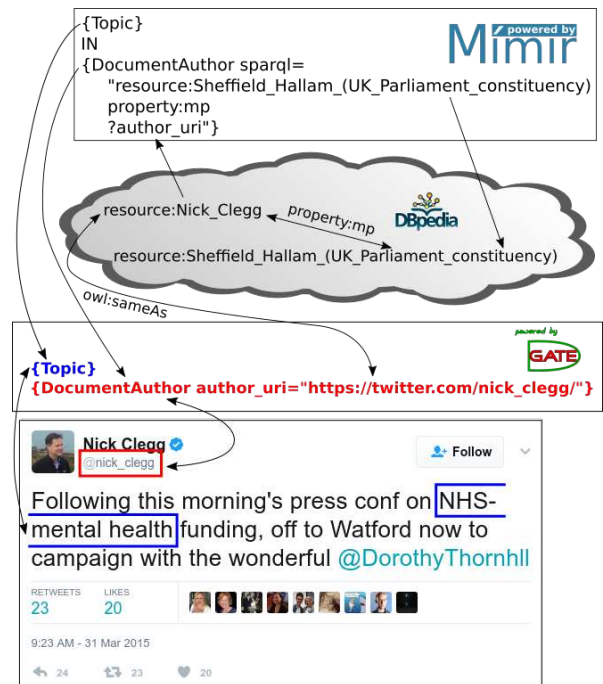 {Topic}
IN
{DocumentAuthor sparql=
"resource:Sheffield_Hallam_(UK_Parliament_constituency)
property:mp
?author_uri"}
powered by
Mímir
resource:Nick_Clegg
property:mp
DBpedia
resource:Sheffield_Hallam_(UK_Parliament_constituency)
owl:sameAs
powered by
GATE
{Topic}
{DocumentAuthor author_uri="https://twitter.com/nick_clegg/"}
Nick Clegg
@nick_clegg
Follow
Following this morning's press conf on NHS-
mental health funding, off to Watford now to
campaign with the wonderful @DorothyThornhll
RETWEETS LIKES
23 20
9:23 AM - 31 Mar 2015
24 23 20